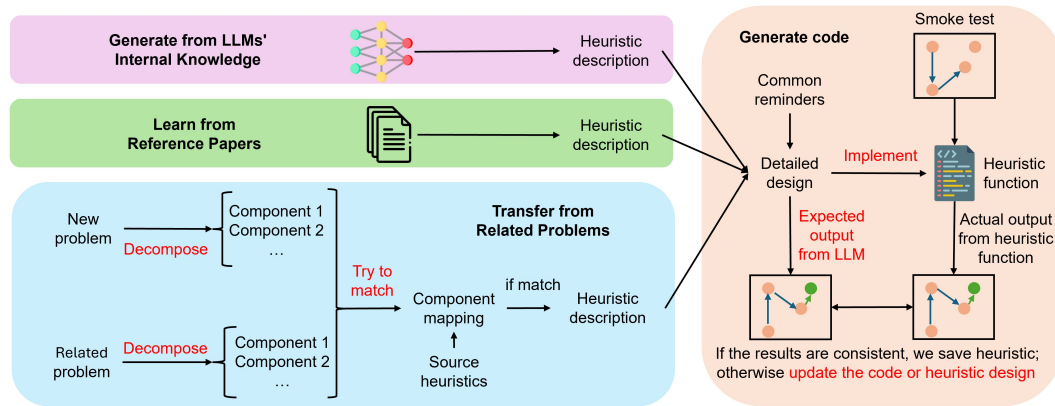 Generate from LLMs'
Internal Knowledge
Heuristic
description
Learn from
Reference Papers
Heuristic
description
Transfer from
Related Problems
New
problem
Decompose
Component 1
Component 2
...
Related
problem
Decompose
Component 1
Component 2
...
Try to
match
Component
mapping
Source
heuristics
if match
Heuristic
description
Generate code
Smoke test
Common
reminders
Detailed
design
Implement
</>
Heuristic
function
Expected
output
from LLM
Actual output
from heuristic
function
If the results are consistent, we save heuristic;
otherwise update the code or heuristic design